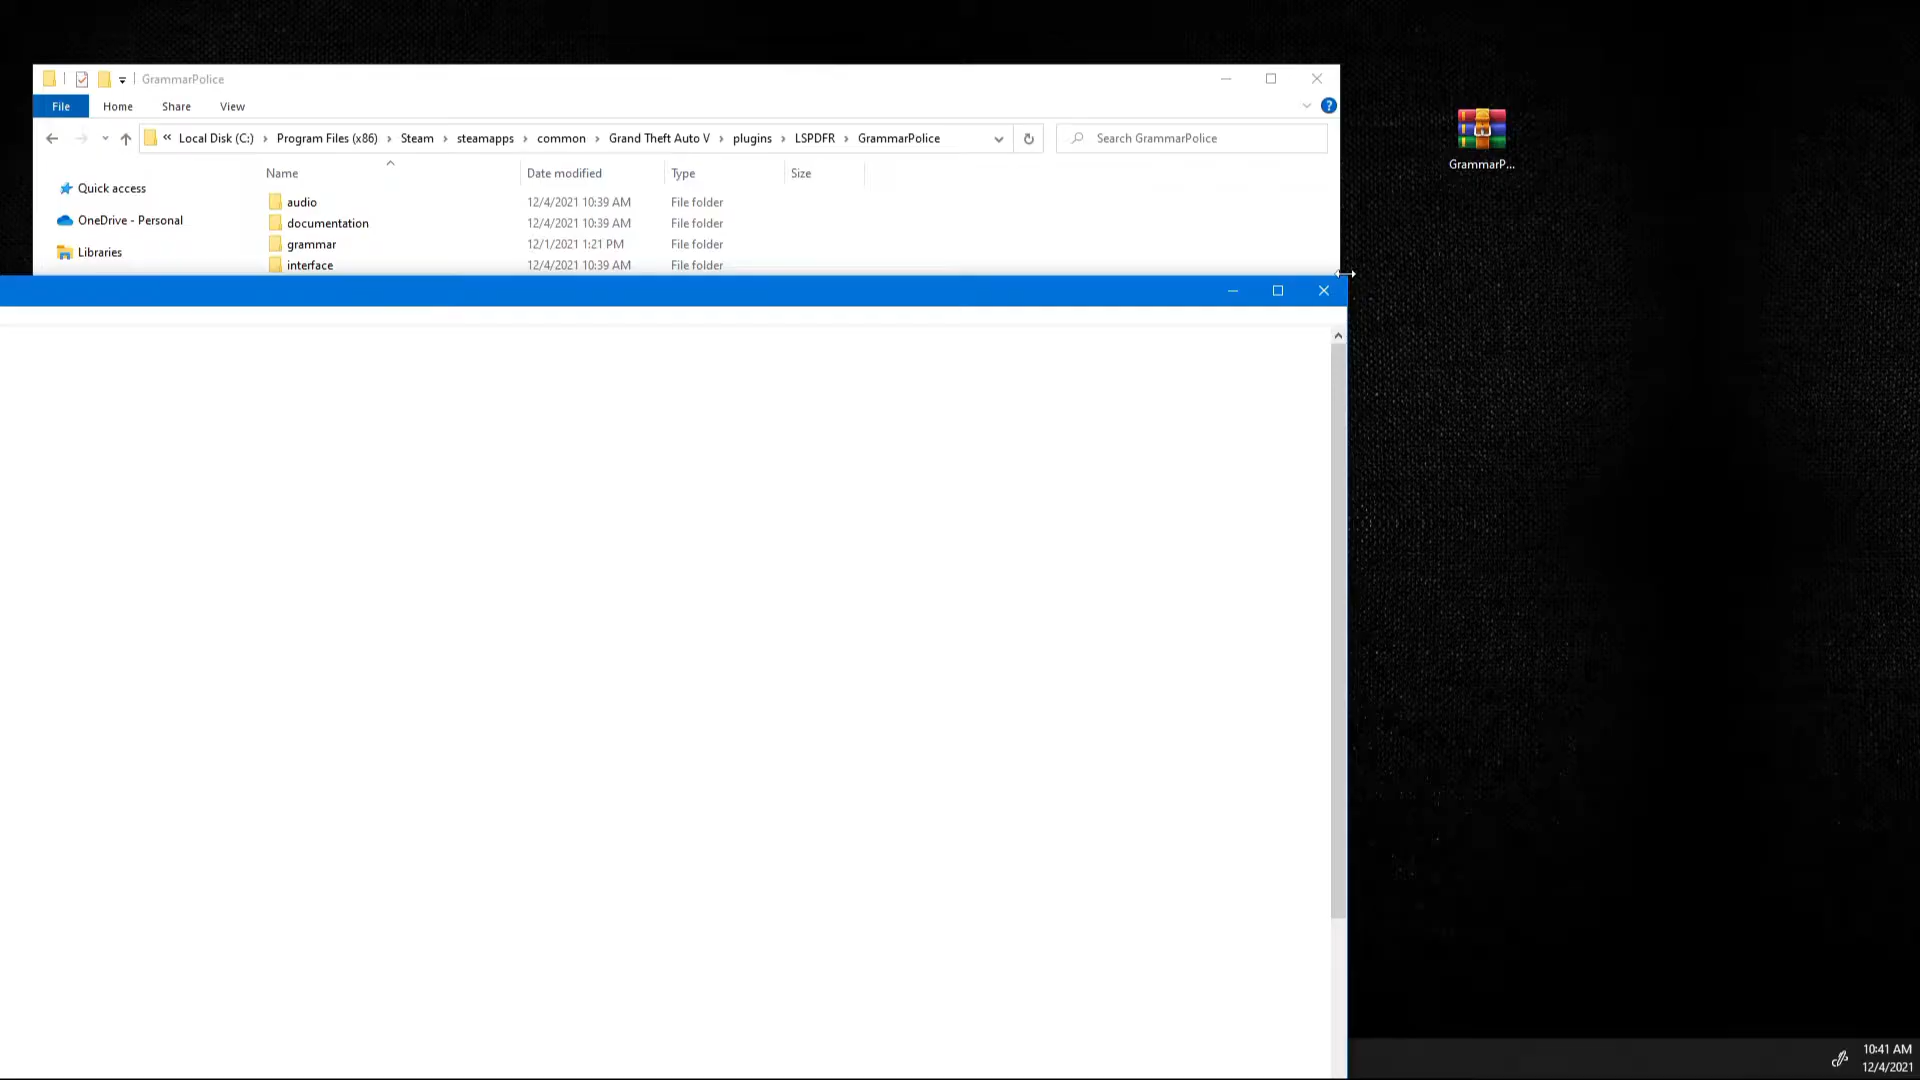 GrammarPolice
File Home Share View
« Local Disk (C:) › Program Files (x86) › Steam › steamapps › common › Grand Theft Auto V › plugins › LSPDFR › GrammarPolice Search GrammarPolice
GrammarP...
Name Date modified Type Size
Quick access
audio 12/4/2021 10:39 AM File folder
OneDrive - Personal
documentation 12/4/2021 10:39 AM File folder
grammar 12/1/2021 1:21 PM File folder
Libraries
interface 12/4/2021 10:39 AM File folder
10:41 AM
12/4/2021